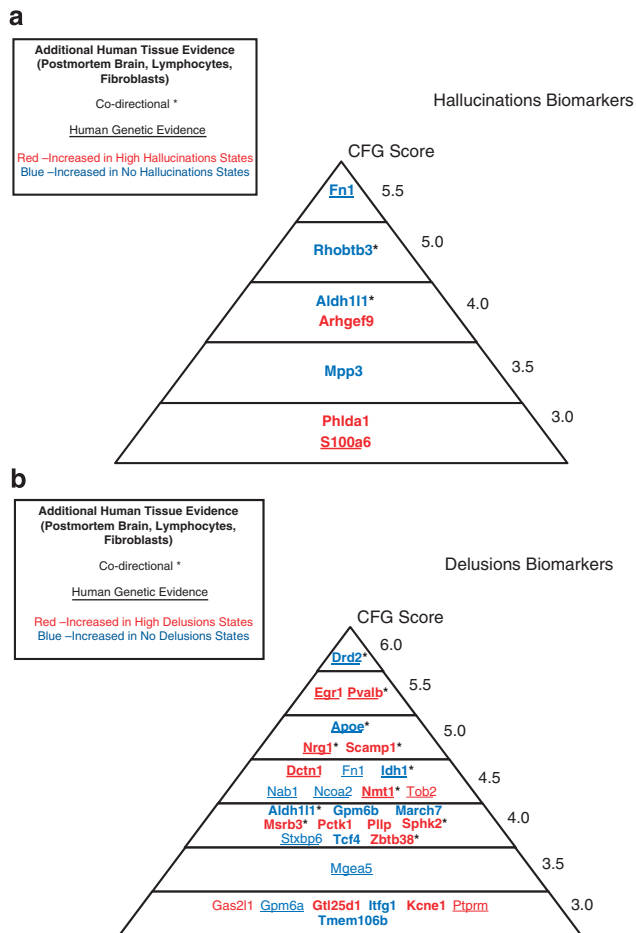 a
Additional Human Tissue Evidence
(Postmortem Brain, Lymphocytes,
Fibroblasts)
Co-directional *
Human Genetic Evidence
Red –Increased in High Hallucinations States
Blue –Increased in No Hallucinations States
Hallucinations Biomarkers
CFG Score
Fn1 5.5
Rhobtb3* 5.0
Aldh1l1* 4.0
Arhgef9
Mpp3 3.5
Phlda1 3.0
S100a6
b
Additional Human Tissue Evidence
(Postmortem Brain, Lymphocytes,
Fibroblasts)
Co-directional *
Human Genetic Evidence
Red –Increased in High Delusions States
Blue –Increased in No Delusions States
Delusions Biomarkers
CFG Score
Drd2* 6.0
Egr1 Pvalb* 5.5
Apoe* 5.0
Nrg1* Scamp1*
Dctn1 Fn1 Idh1* 4.5
Nab1 Ncoa2 Nmt1* Tob2
Aldh1l1* Gpm6b March7 4.0
Msrb3* Pctk1 Pllp Sphk2*
Stxbp6 Tcf4 Zbtb38*
Mgea5 3.5
Gas2l1 Gpm6a Gtl25d1 Itfg1 Kcne1 Ptprm 3.0
Tmem106b